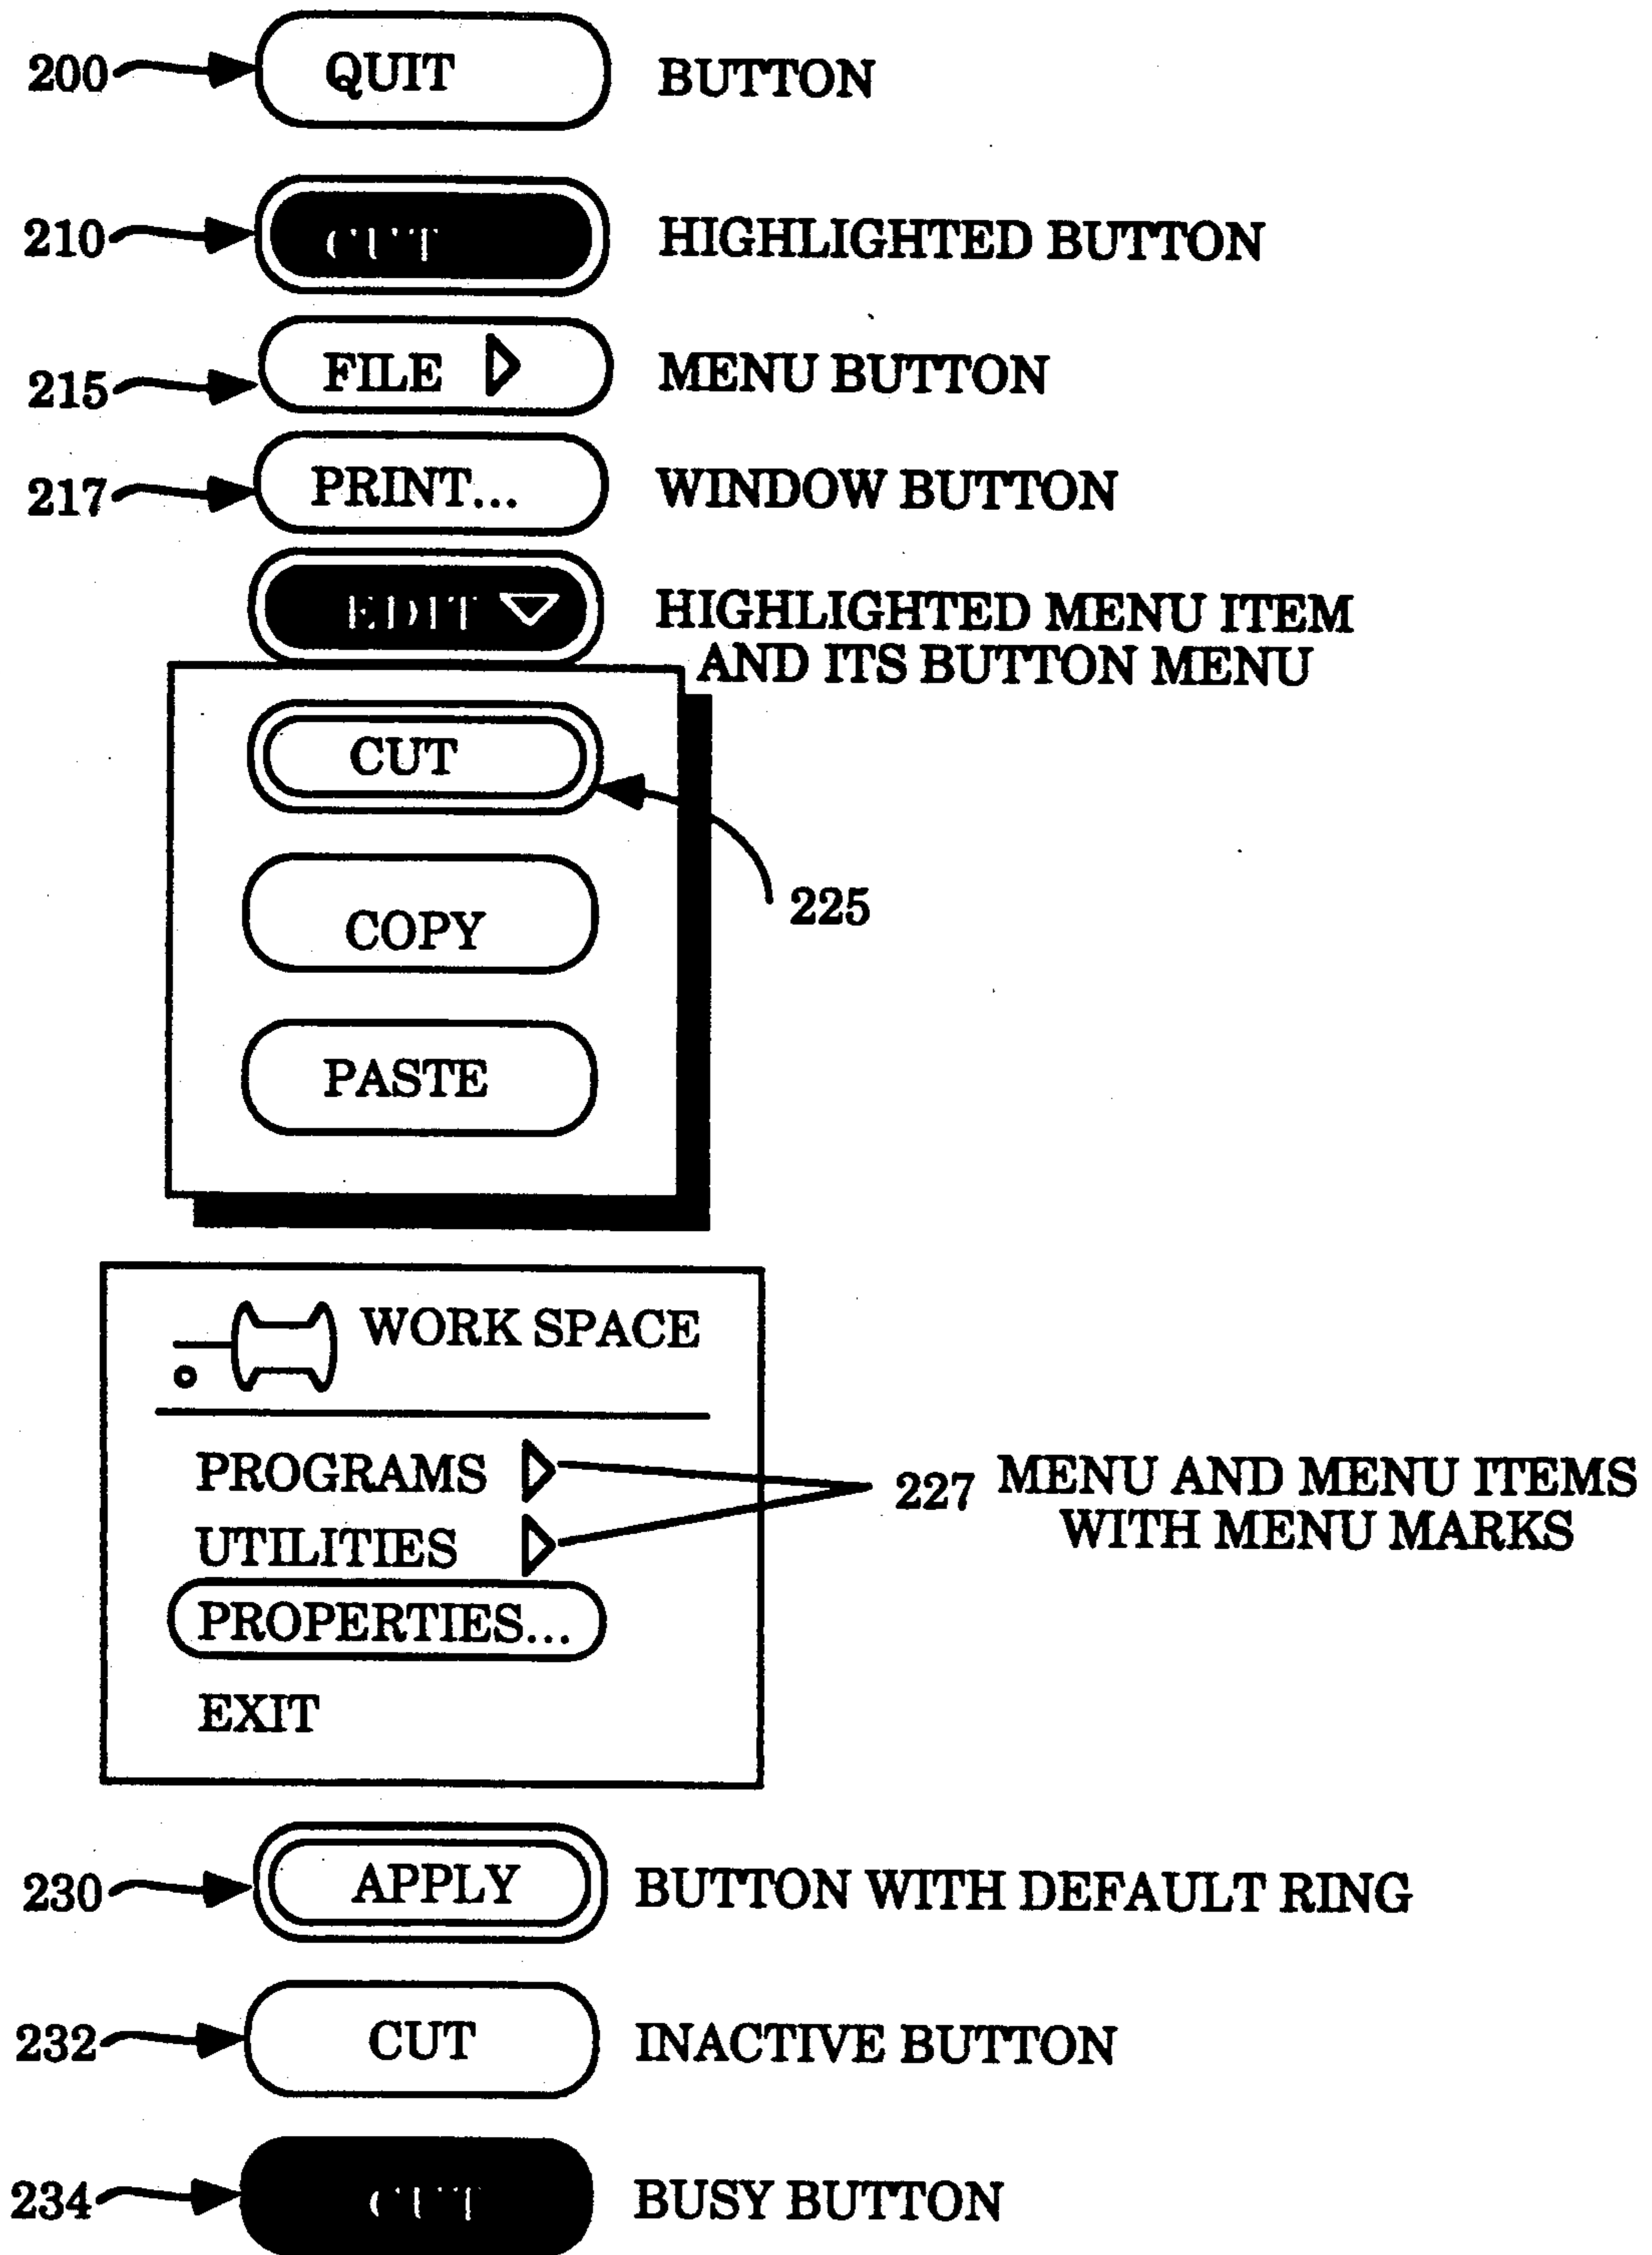 200 QUIT BUTTON
210 CUT HIGHLIGHTED BUTTON
215 FILE MENU BUTTON
217 PRINT... WINDOW BUTTON
EDIT HIGHLIGHTED MENU ITEM
AND ITS BUTTON MENU
CUT
225
COPY
PASTE
WORK SPACE
PROGRAMS
UTILITIES
227 MENU AND MENU ITEMS
WITH MENU MARKS
PROPERTIES...
EXIT
230 APPLY BUTTON WITH DEFAULT RING
232 CUT INACTIVE BUTTON
234 CUT BUSY BUTTON